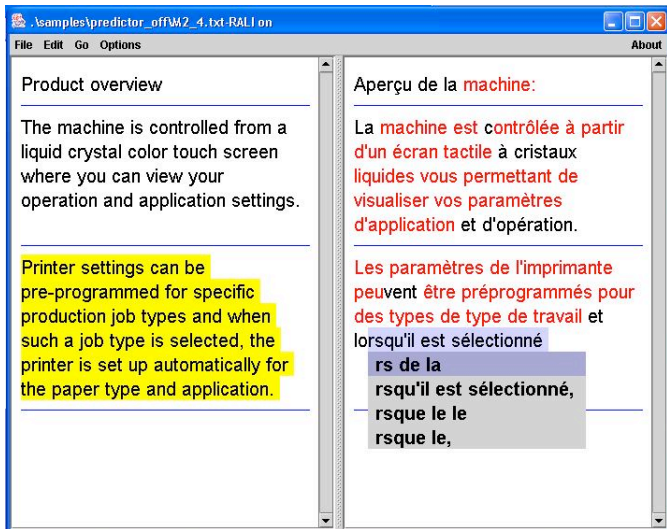 .\samples\predictor_off\M2_4.txt-RALI on
File Edit Go Options About
Product overview
The machine is controlled from a
liquid crystal color touch screen
where you can view your
operation and application settings.
Printer settings can be
pre-programmed for specific
production job types and when
such a job type is selected, the
printer is set up automatically for
the paper type and application.
Aperçu de la machine:
La machine est contrôlée à partir
d'un écran tactile à cristaux
liquides vous permettant de
visualiser vos paramètres
d'application et d'opération.
Les paramètres de l'imprimante
peuvent être préprogrammés pour
des types de type de travail et
lorsqu'il est sélectionné
rs de la
rsqu'il est sélectionné,
rsque le le
rsque le,